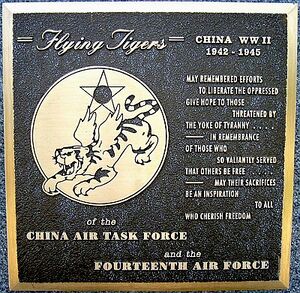 Flying Tigers
CHINA WW II
1942 - 1945
MAY REMEMBERED EFFORTS
TO LIBERATE THE OPPRESSED
GIVE HOPE TO THOSE
THREATENED BY
THE YOKE OF TYRANNY . . . . .
— IN REMEMBRANCE
OF THOSE WHO
SO VALIANTLY SERVED
THAT OTHERS BE FREE . . . . .
— MAY THEIR SACRIFICES
BE AN INSPIRATION
TO ALL
WHO CHERISH FREEDOM
of the
CHINA AIR TASK FORCE
and the
FOURTEENTH AIR FORCE